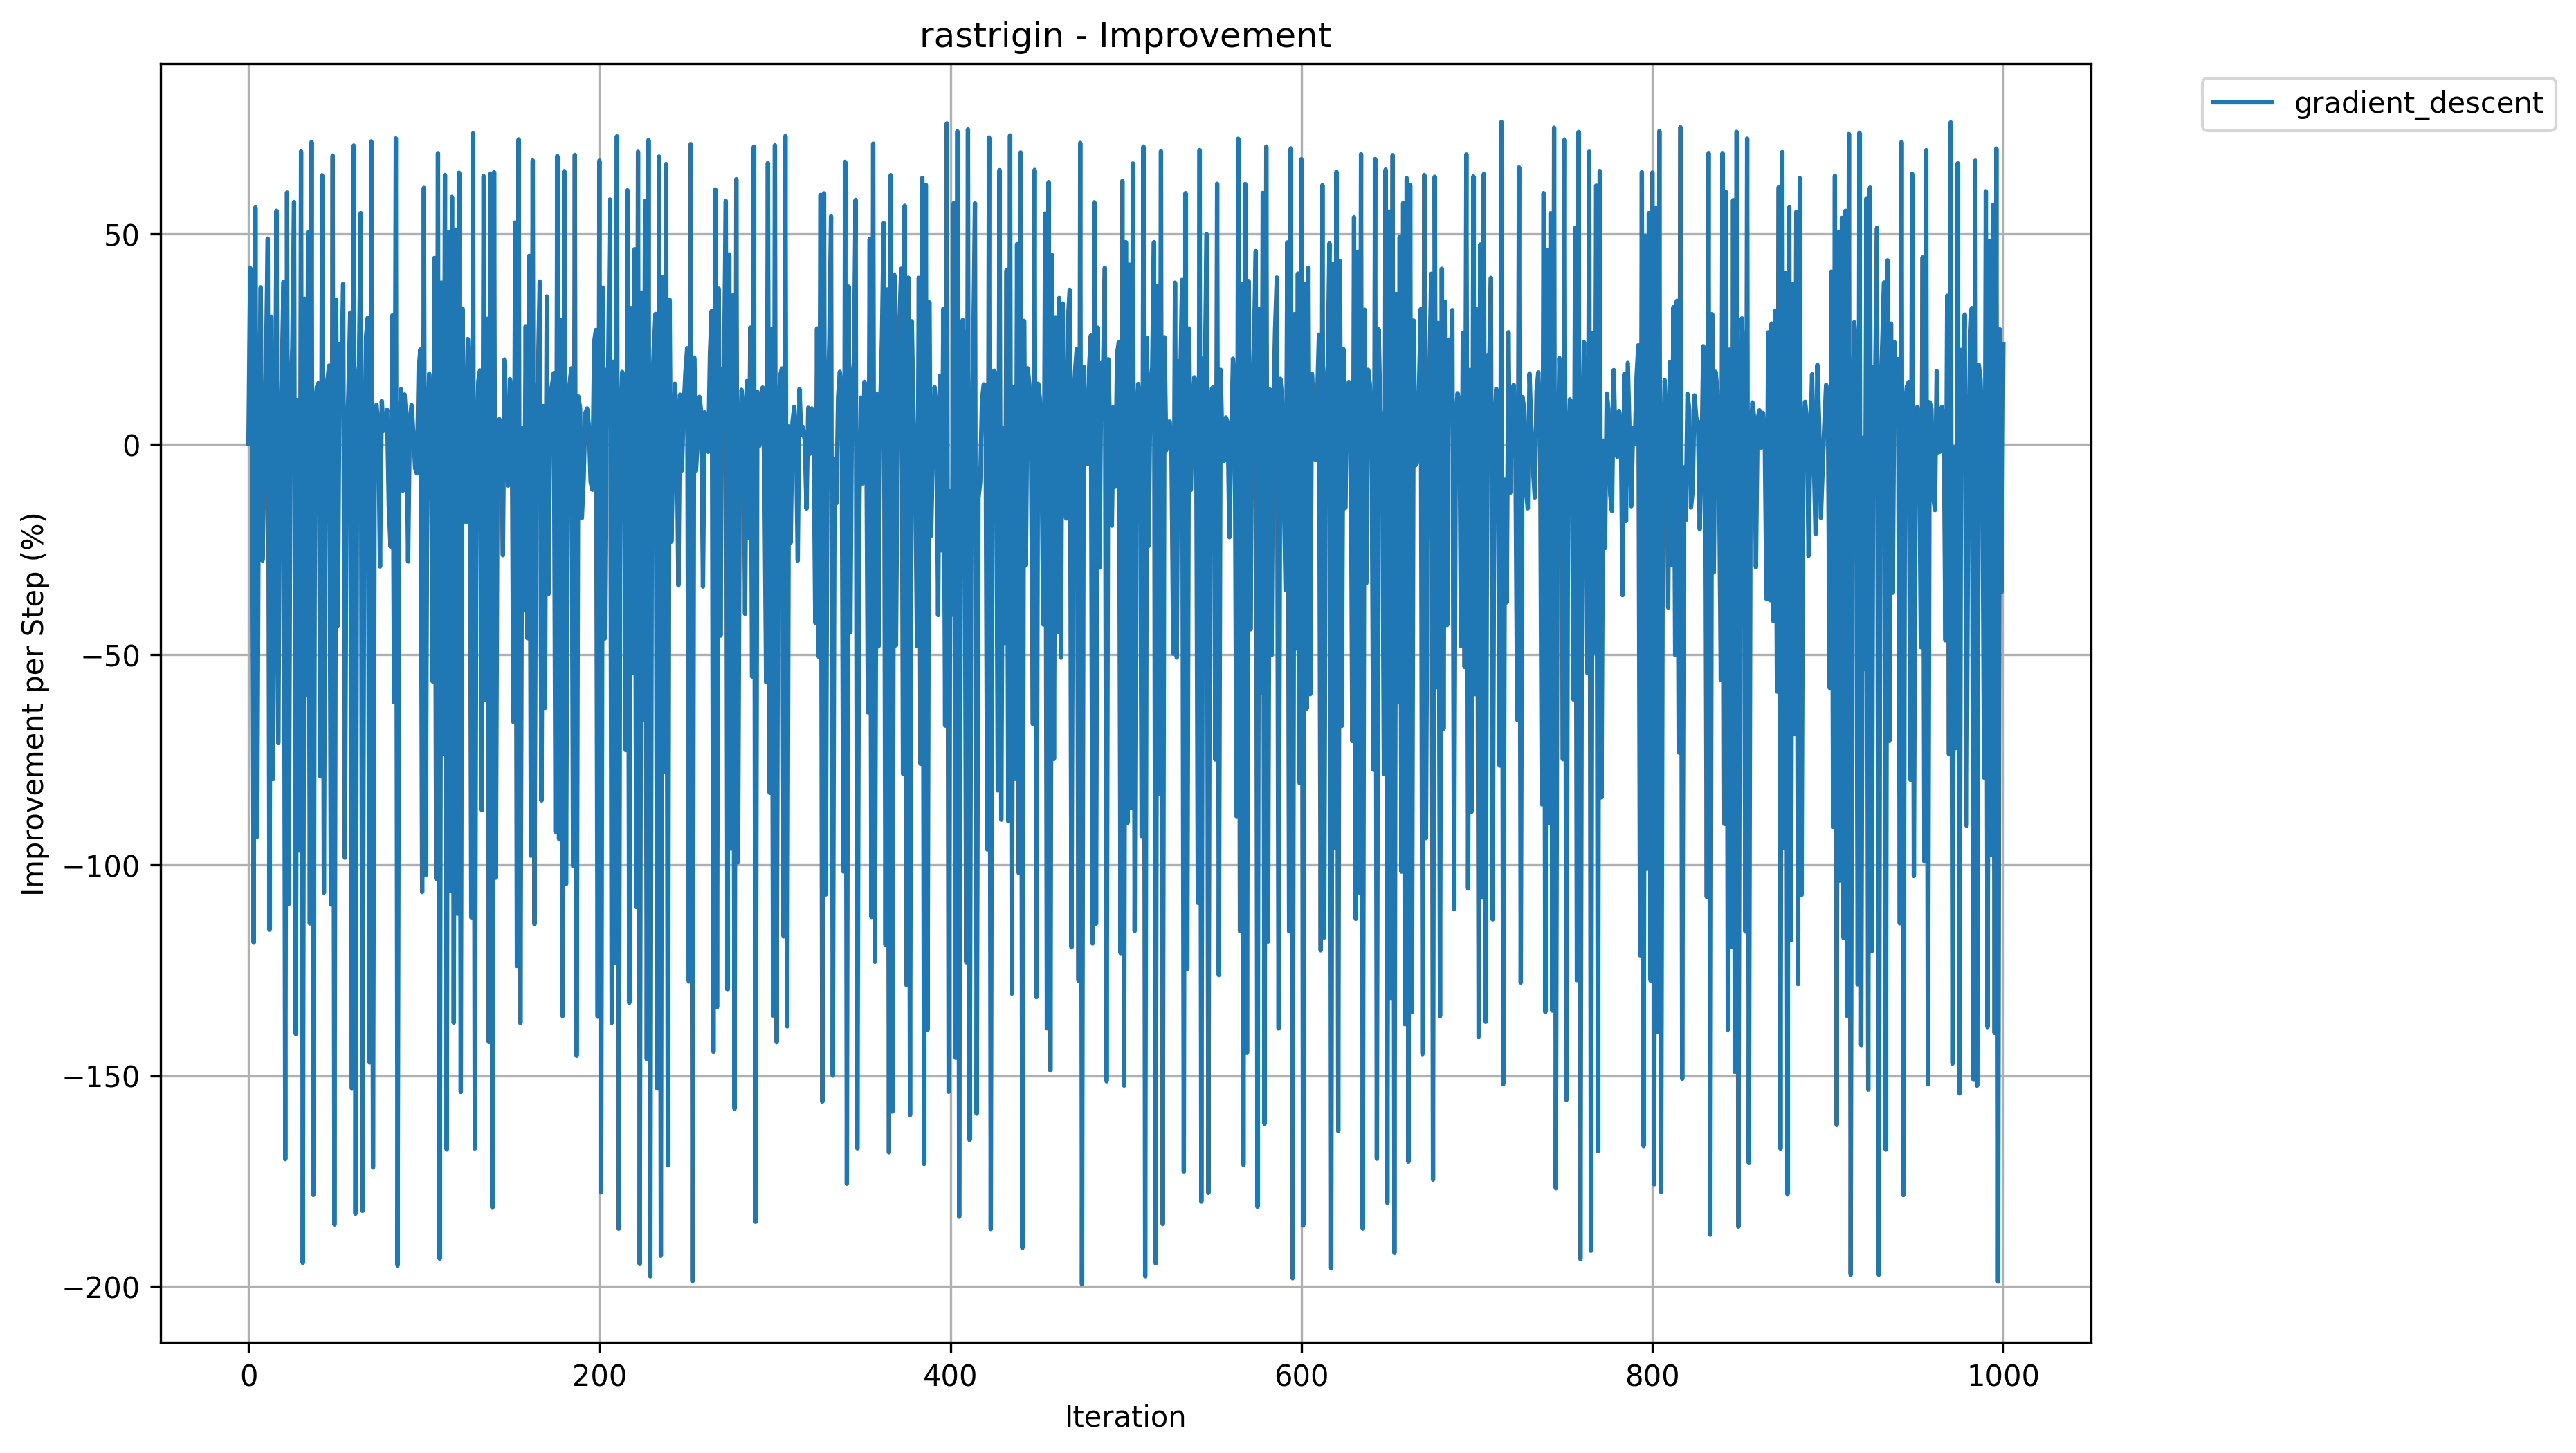 rastrigin - Improvement
gradient_descent
Improvement per Step (%)
50
0
−50
−100
−150
−200
0 200 400 600 800 1000
Iteration